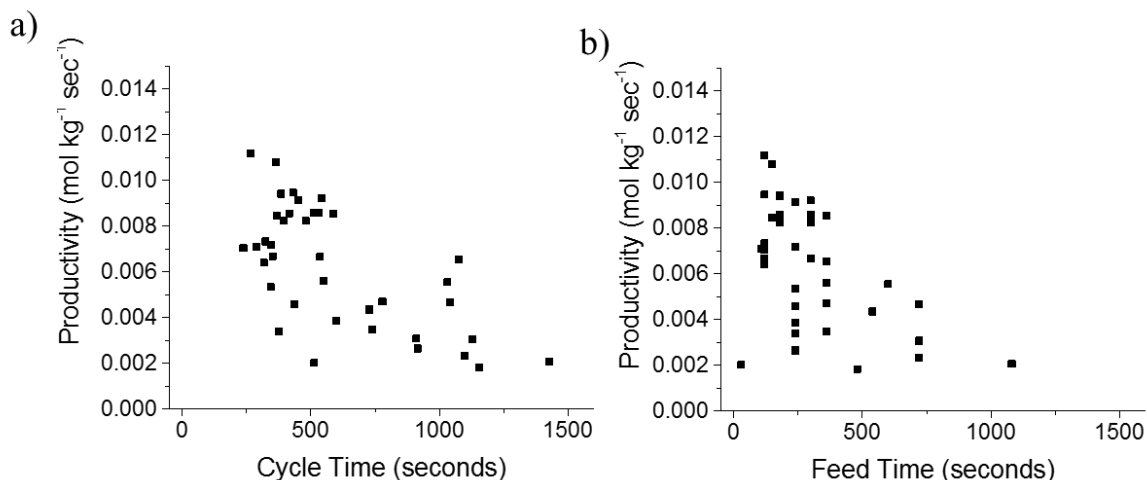 a)
Productivity (mol kg⁻¹ sec⁻¹)
0.014
0.012
0.010
0.008
0.006
0.004
0.002
0.000
0 500 1000 1500
Cycle Time (seconds)
b)
Productivity (mol kg⁻¹ sec⁻¹)
0.014
0.012
0.010
0.008
0.006
0.004
0.002
0.000
0 500 1000 1500
Feed Time (seconds)